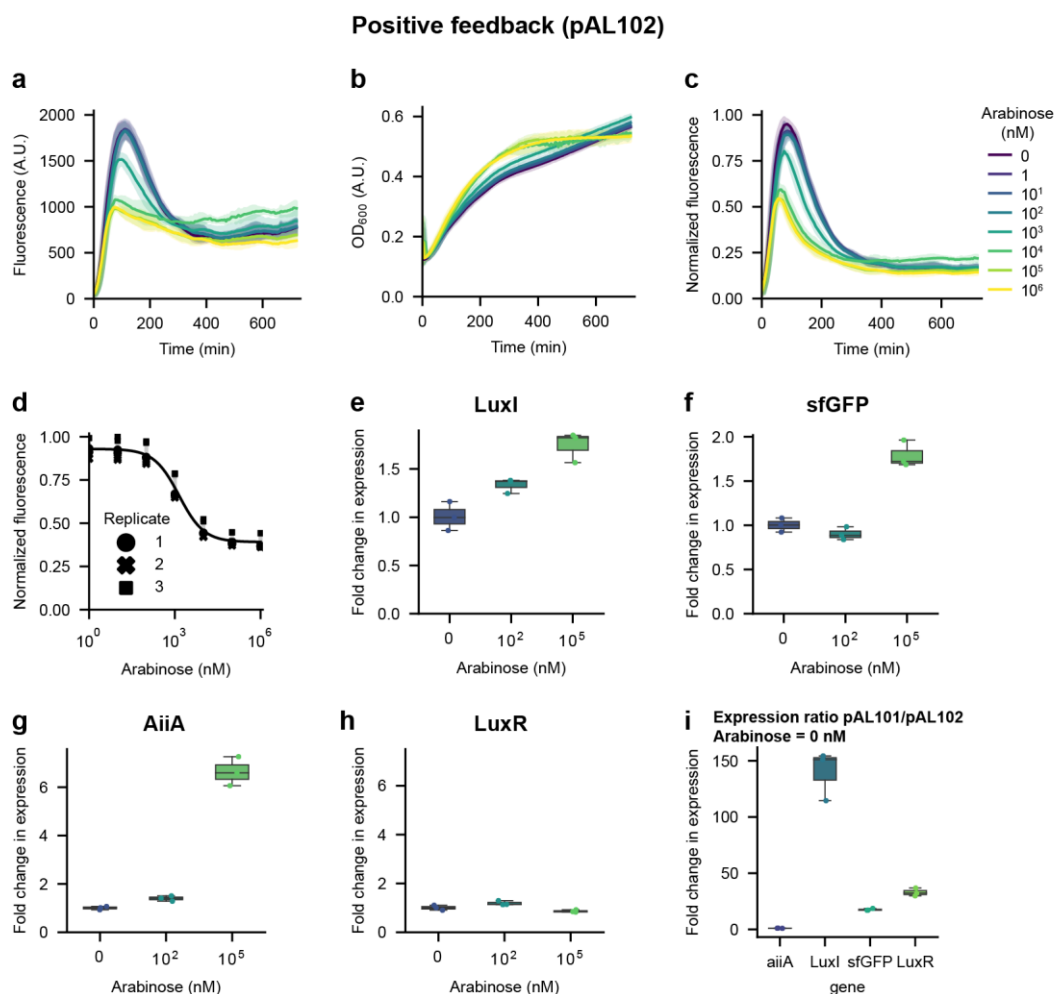 Positive feedback (pAL102)
a
2000
1500
1000
500
0
Fluorescence (A.U.)
0 200 400 600
Time (min)
b
0.6
0.4
0.2
0.0
OD600 (A.U.)
0 200 400 600
Time (min)
c
1.00
0.75
0.50
0.25
0.00
Normalized fluorescence
0 200 400 600
Time (min)
Arabinose
(nM)
0
1
10¹
10²
10³
10⁴
10⁵
10⁶
d
1.00
0.75
0.50
0.25
0.00
Normalized fluorescence
Replicate
1
2
3
10⁰ 10³ 10⁶
Arabinose (nM)
e
LuxI
1.5
1.0
0.5
0.0
Fold change in expression
0 10² 10⁵
Arabinose (nM)
f
sfGFP
2.0
1.5
1.0
0.5
0.0
Fold change in expression
0 10² 10⁵
Arabinose (nM)
g
AiiA
6
4
2
0
Fold change in expression
0 10² 10⁵
Arabinose (nM)
h
LuxR
6
4
2
0
Fold change in expression
0 10² 10⁵
Arabinose (nM)
i
Expression ratio pAL101/pAL102
Arabinose = 0 nM
150
100
50
0
Fold change in expression
aiiA LuxI sfGFP LuxR
gene